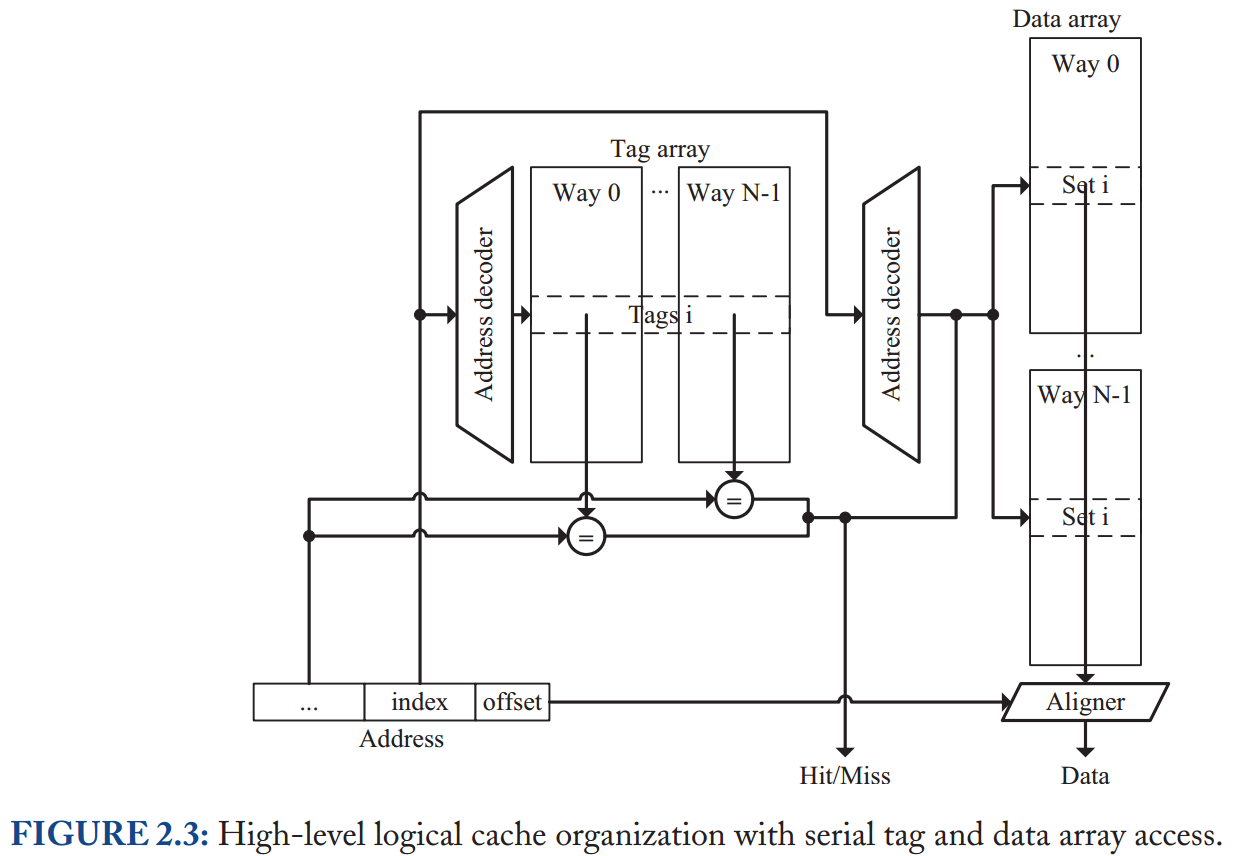 Data array
Way 0
Tag array
Way 0 ... Way N-1
Address decoder
Address decoder
Set i
Tags i
...
Way N-1
=
Set i
=
... index offset
Aligner
Address
Hit/Miss
Data
FIGURE 2.3: High-level logical cache organization with serial tag and data array access.